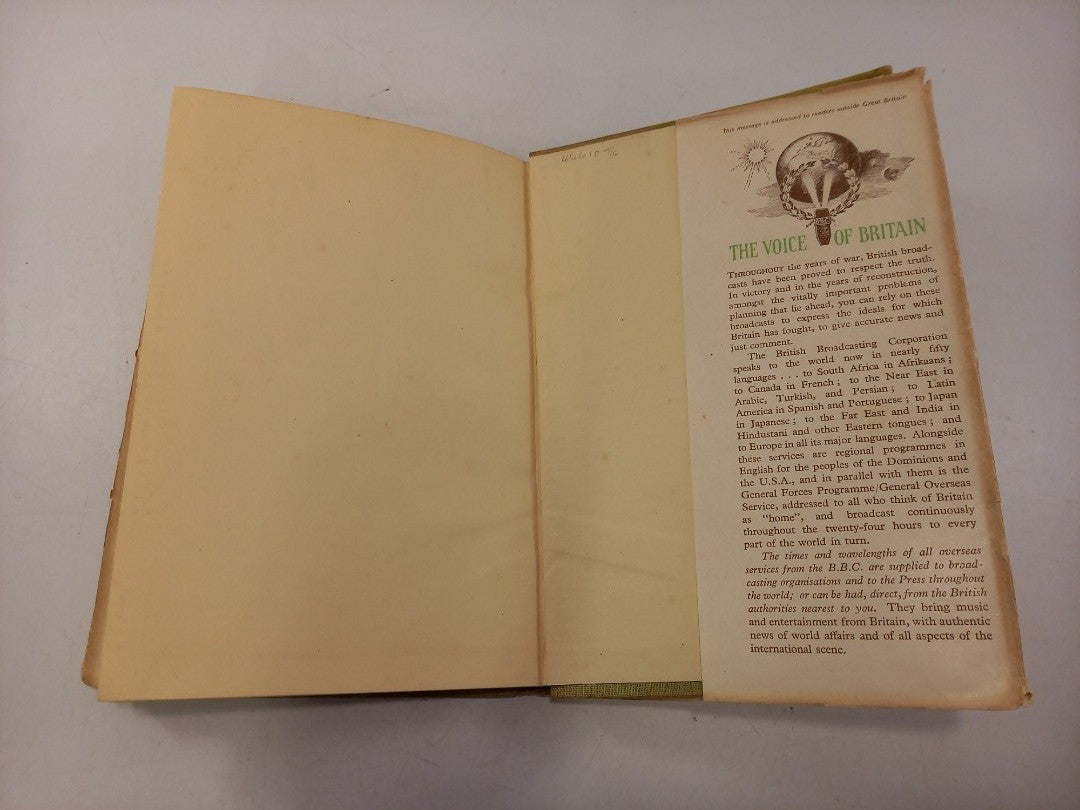 This message is addressed to readers outside Great Britain
THE VOICE OF BRITAIN
THROUGHOUT the years of war, British broad-
casts have been proved to respect the truth.
In victory and in the years of reconstruction,
amongst the vitally important problems of
planning that lie ahead, you can rely on these
broadcasts to express the ideals for which
Britain has fought, to give accurate news and
just comment.
The British Broadcasting Corporation
speaks to the world now in nearly fifty
languages . . . to South Africa in Afrikaans ;
to Canada in French ; to the Near East in
Arabic, Turkish, and Persian ; to Latin
America in Spanish and Portuguese ; to Japan
in Japanese ; to the Far East and India in
Hindustani and other Eastern tongues ; and
to Europe in all its major languages. Alongside
these services are regional programmes in
English for the peoples of the Dominions and
the U.S.A., and in parallel with them is the
General Forces Programme/General Overseas
Service, addressed to all who think of Britain
as "home", and broadcast continuously
throughout the twenty-four hours to every
part of the world in turn.
The times and wavelengths of all overseas
services from the B.B.C. are supplied to broad-
casting organisations and to the Press throughout
the world; or can be had, direct, from the British
authorities nearest to you. They bring music
and entertainment from Britain, with authentic
news of world affairs and of all aspects of the
international scene.